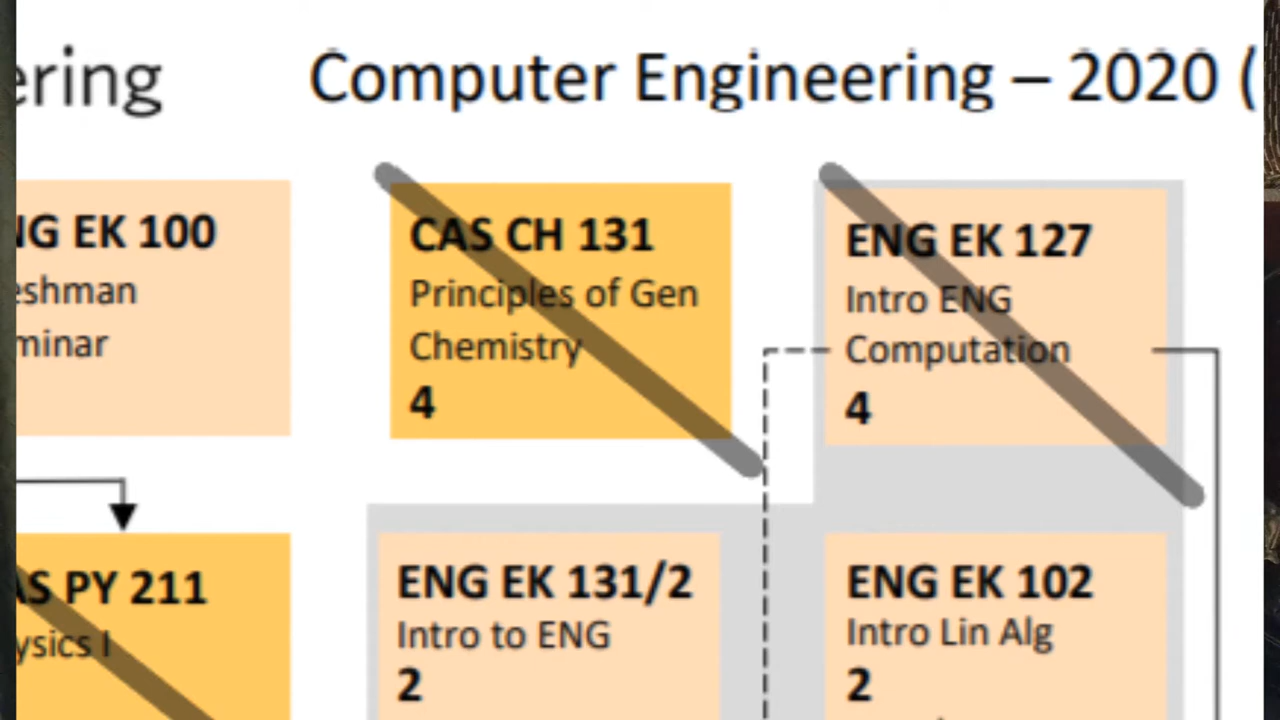 ering Computer Engineering – 2020 (
NG EK 100
eshman
minar
CAS CH 131
Principles of Gen
Chemistry
4
ENG EK 127
Intro ENG
Computation
4
AS PY 211
ysics I
ENG EK 131/2
Intro to ENG
2
ENG EK 102
Intro Lin Alg
2